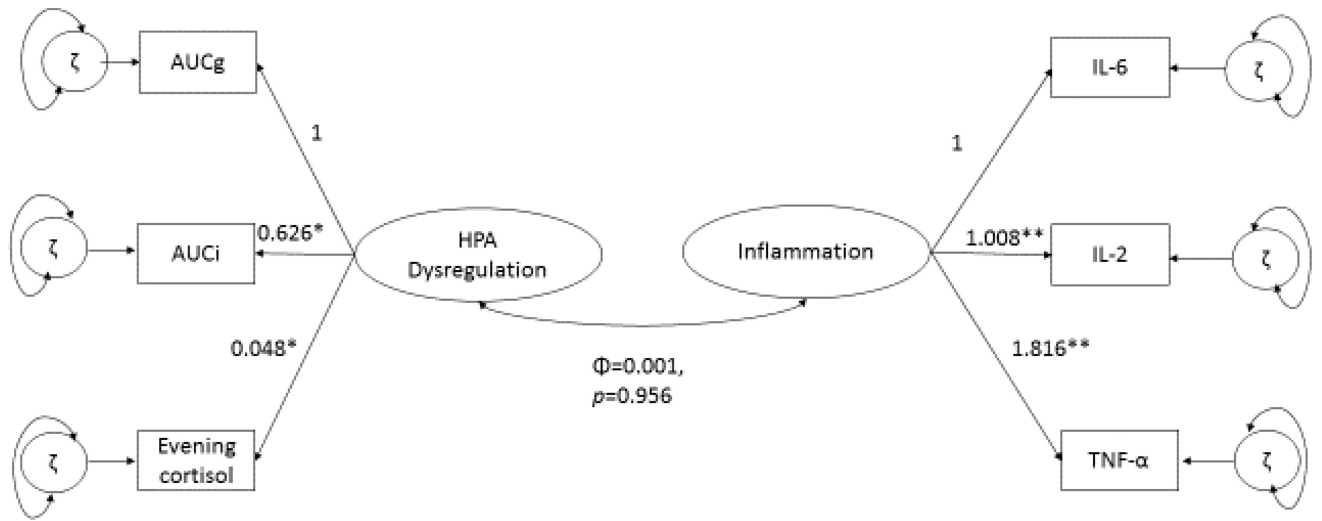 ζ
AUCg
IL-6
ζ
1
1
ζ
AUCi
0.626*
HPA
Dysregulation
Inflammation
1.008**
IL-2
ζ
0.048*
1.816**
Φ=0.001,
p=0.956
ζ
Evening
cortisol
TNF-α
ζ